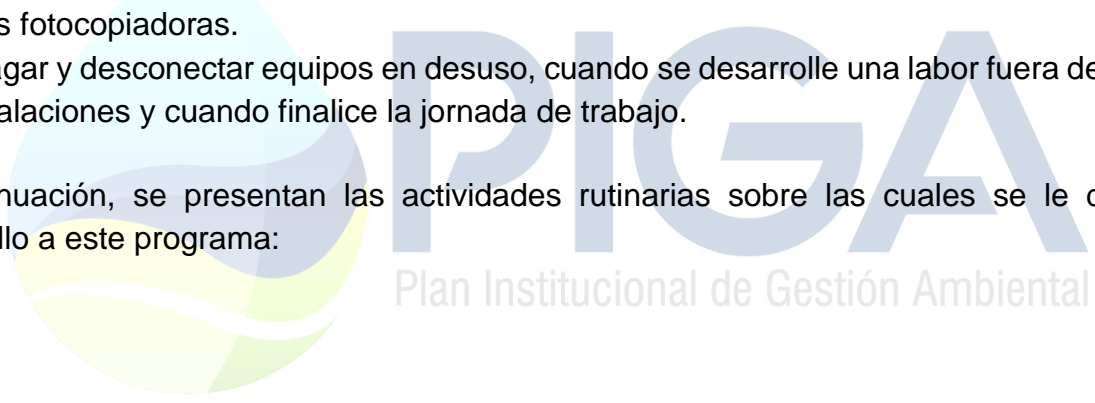 s fotocopiadoras.
agar y desconectar equipos en desuso, cuando se desarrolle una labor fuera de
alaciones y cuando finalice la jornada de trabajo.
nuación, se presentan las actividades rutinarias sobre las cuales se le
llo a este programa:
PIGA
Plan Institucional de Gestión Ambiental